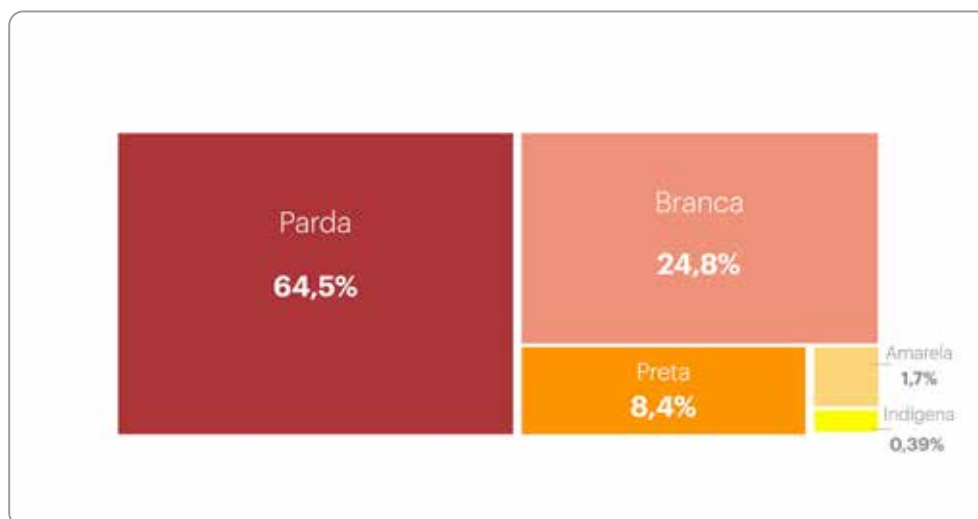 Parda
64,5%
Branca
24,8%
Preta
8,4%
Amarela
1,7%
Indígena
0,39%